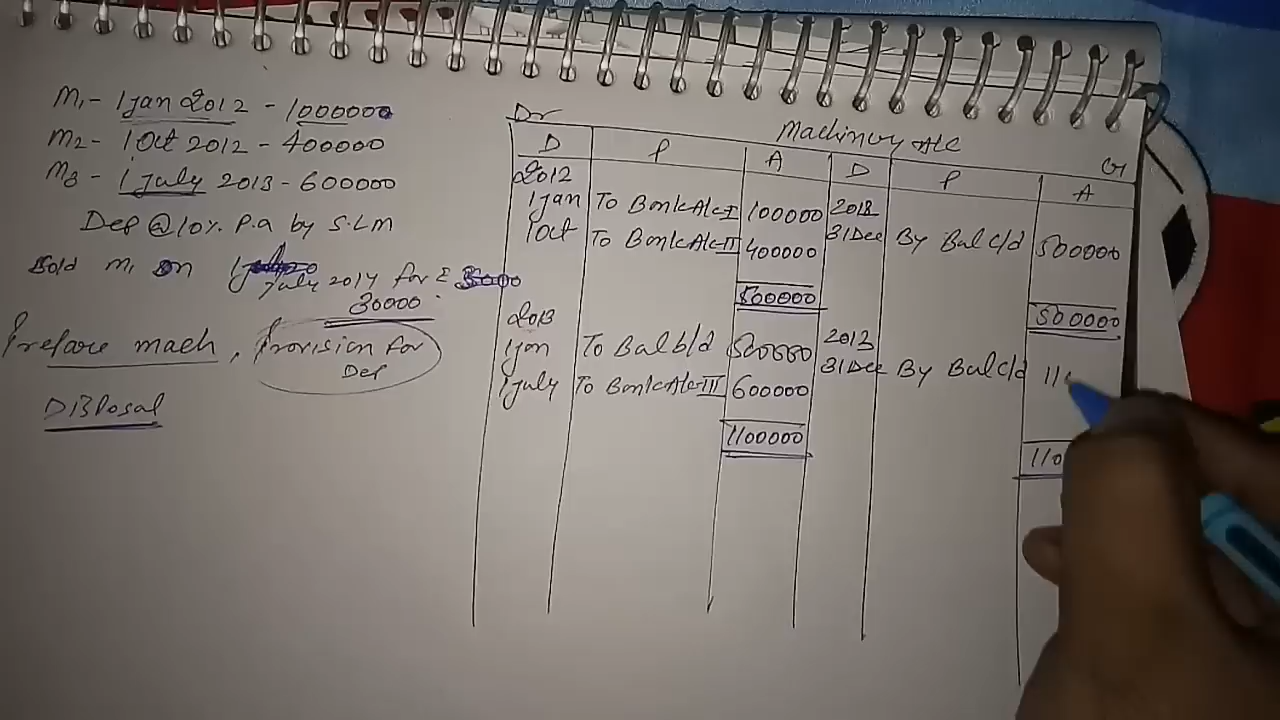 M1- 1 jan 2012 - 1000000
M2- 1 Oct 2012 - 400000
M3 - 1 july 2013 - 600000
Dep @ 10% P.a by S.L.M
Sold M1 on 1 July 2014 for
30000
Prepare mach, Provision for
Dep
Disposal
Dr
Machinery A/c
Cr
D P A D P A
2012
1 jan To Bank A/c I 100000 2012
1 oct To Bank A/c II 400000 31 Dec By Bal c/d 500000
500000 500000
2013
1 jan To Bal b/d 500000 2013
1 july To Bank A/c III 600000 31 Dec By Bal c/d 11
1100000 110